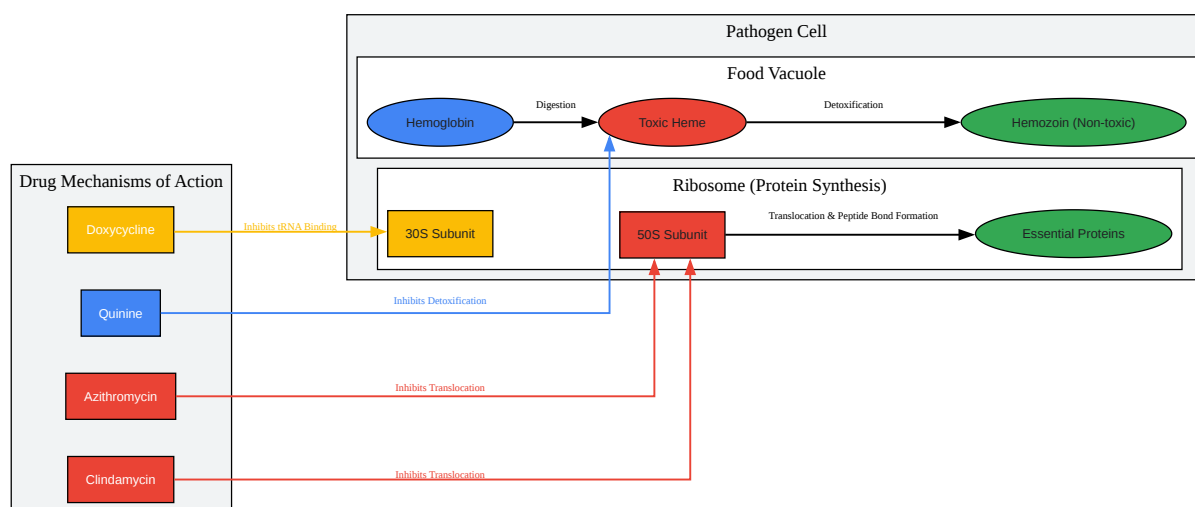 Pathogen Cell
Food Vacuole
Hemoglobin
Digestion
Toxic Heme
Detoxification
Hemozoin (Non-toxic)
Drug Mechanisms of Action
Ribosome (Protein Synthesis)
Doxycycline
Inhibits tRNA Binding
30S Subunit
50S Subunit
Translocation & Peptide Bond Formation
Essential Proteins
Quinine
Inhibits Detoxification
Azithromycin
Inhibits Translocation
Clindamycin
Inhibits Translocation